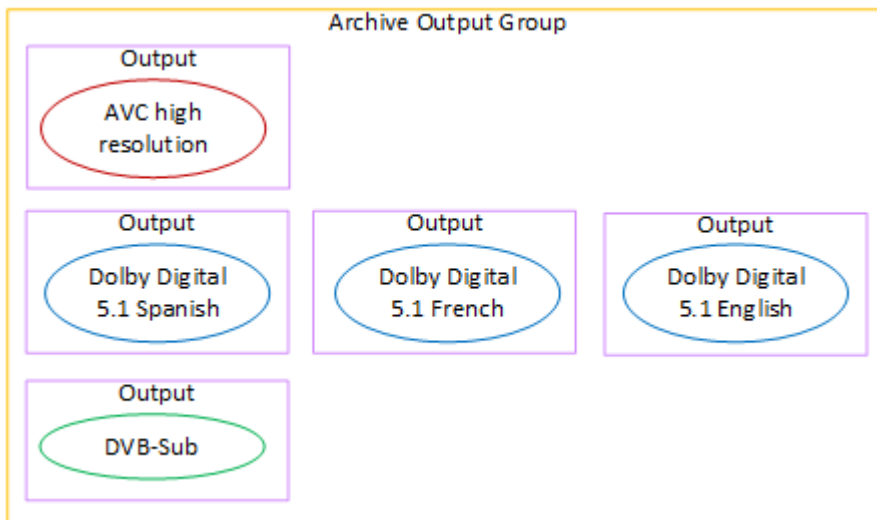 Archive Output Group
Output
AVC high
resolution
Output
Dolby Digital
5.1 Spanish
Output
Dolby Digital
5.1 French
Output
Dolby Digital
5.1 English
Output
DVB-Sub